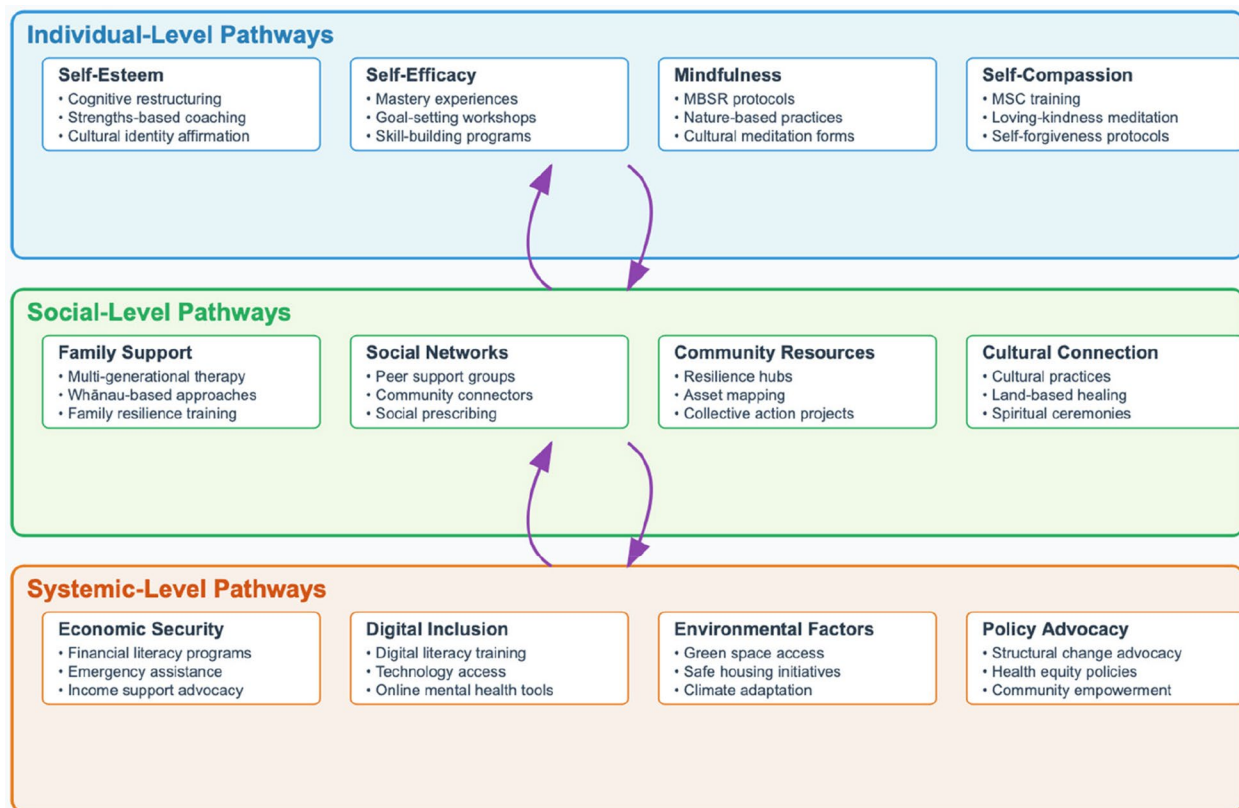 Individual-Level Pathways
Self-Esteem
• Cognitive restructuring
• Strengths-based coaching
• Cultural identity affirmation
Self-Efficacy
• Mastery experiences
• Goal-setting workshops
• Skill-building programs
Mindfulness
• MBSR protocols
• Nature-based practices
• Cultural meditation forms
Self-Compassion
• MSC training
• Loving-kindness meditation
• Self-forgiveness protocols
Social-Level Pathways
Family Support
• Multi-generational therapy
• Whānau-based approaches
• Family resilience training
Social Networks
• Peer support groups
• Community connectors
• Social prescribing
Community Resources
• Resilience hubs
• Asset mapping
• Collective action projects
Cultural Connection
• Cultural practices
• Land-based healing
• Spiritual ceremonies
Systemic-Level Pathways
Economic Security
• Financial literacy programs
• Emergency assistance
• Income support advocacy
Digital Inclusion
• Digital literacy training
• Technology access
• Online mental health tools
Environmental Factors
• Green space access
• Safe housing initiatives
• Climate adaptation
Policy Advocacy
• Structural change advocacy
• Health equity policies
• Community empowerment